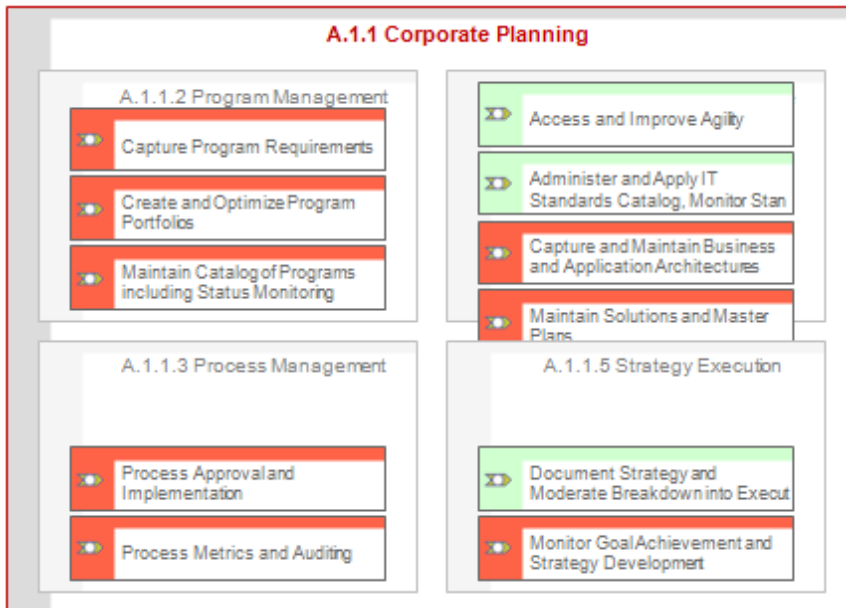 A.1.1 Corporate Planning
A.1.1.2 Program Management
Capture Program Requirements
Create and Optimize Program
Portfolios
Maintain Catalog of Programs
including Status Monitoring
Access and Improve Agility
Administer and Apply IT
Standards Catalog, Monitor Stan
Capture and Maintain Business
and Application Architectures
Maintain Solutions and Master
Plans
A.1.1.3 Process Management
Process Approval and
Implementation
Process Metrics and Auditing
A.1.1.5 Strategy Execution
Document Strategy and
Moderate Breakdown into Execut
Monitor Goal Achievement and
Strategy Development